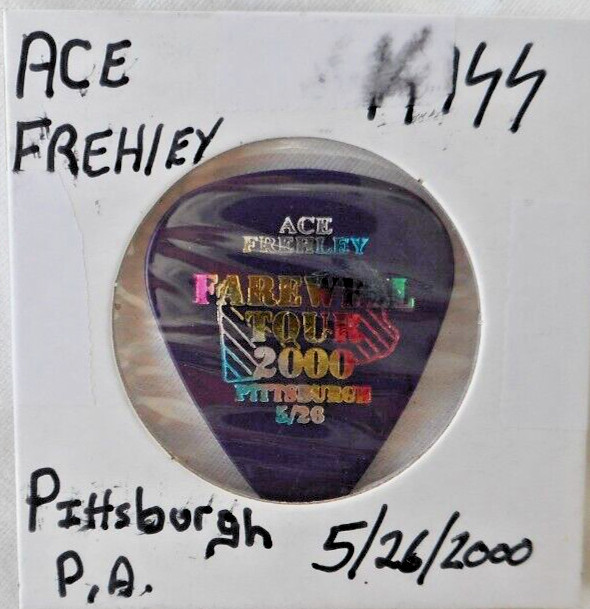 ACE KISS
FREHLEY
ACE
FREHLEY
FAREWELL
TOUR
2000
PITTSBURGH
5/26
Pittsburgh
P.A. 5/26/2000